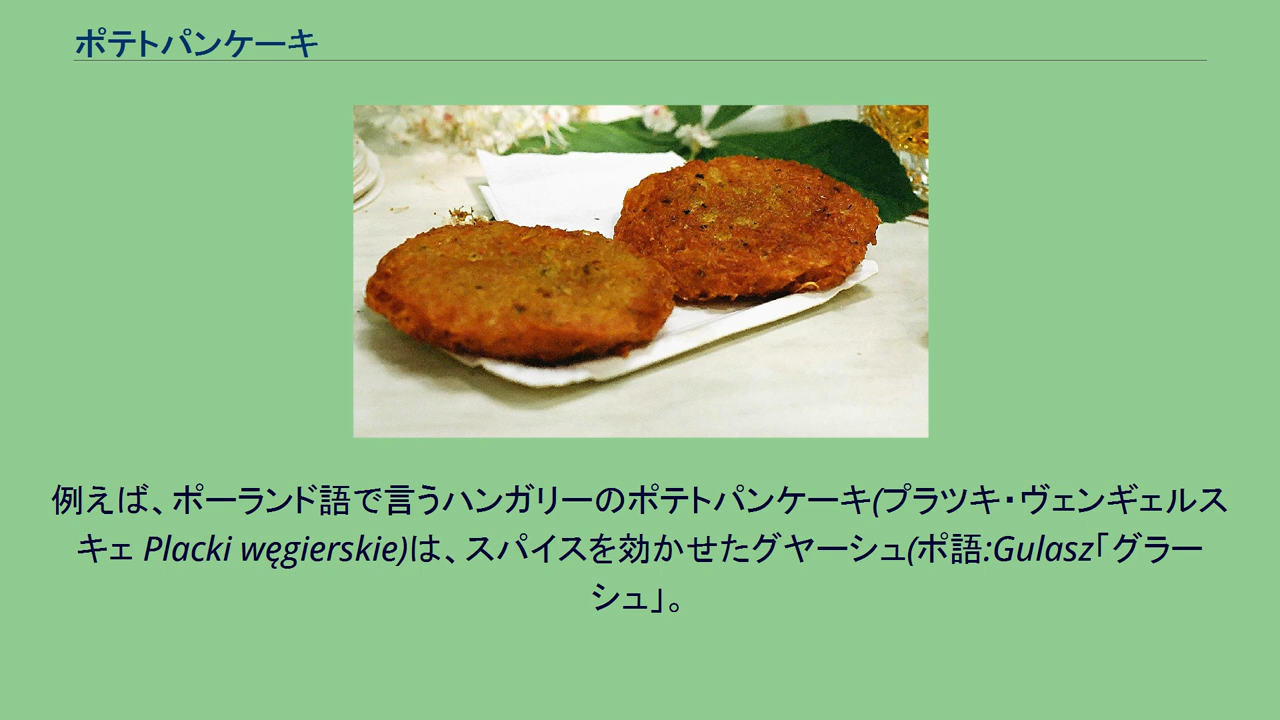 ポテトパンケーキ
例えば、ポーランド語で言うハンガリーのポテトパンケーキ(プラツキ・ヴェンギェルス
キェ Placki węgierskie)は、スパイスを効かせたグヤーシュ(ポ語:Gulasz「グラー
シュ」。